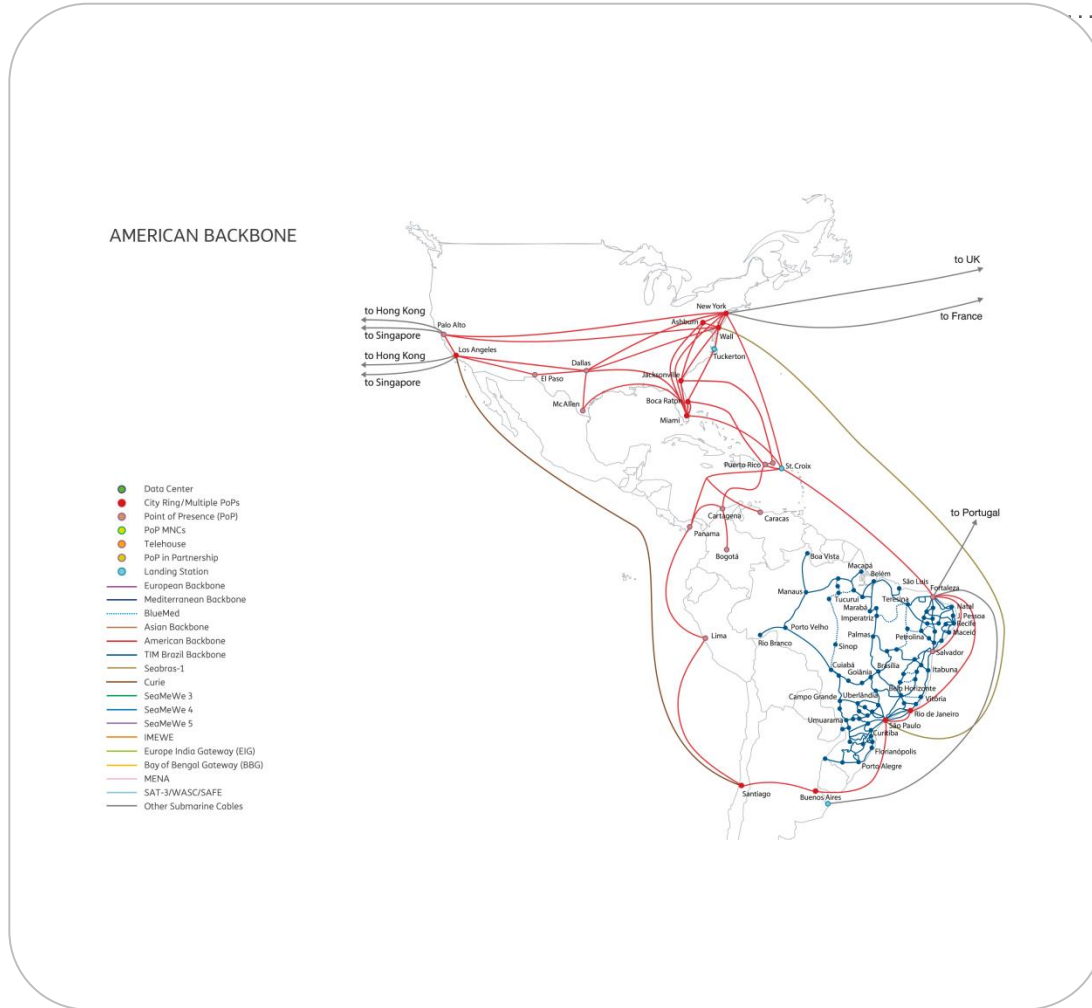 AMERICAN BACKBONE
to UK
to France
to Hong Kong
to Singapore
to Hong Kong
to Singapore
to Portugal
New York
Ashburn
Wall
Tuckerton
Palo Alto
Los Angeles
Dallas
El Paso
McAllen
Jacksonville
Boca Raton
Miami
Puerto Rico
St. Croix
Cartagena
Caracas
Panama
Bogotá
Boa Vista
Macapá
Belém
São Luis
Fortaleza
Manaus
Tucuruí
Teresina
Marabá
Natal
Imperatriz
J. Pessoa
Recife
Porto Velho
Palmas
Petrolina
Maceió
Lima
Rio Branco
Sinop
Salvador
Cuiabá
Goiânia
Brasília
Itabuna
Campo Grande
Uberlândia
Belo Horizonte
Vitória
Rio de Janeiro
Umuarama
São Paulo
Curitiba
Florianópolis
Porto Alegre
Santiago
Buenos Aires
Data Center
City Ring/Multiple PoPs
Point of Presence (PoP)
PoP MNCs
Telehouse
PoP in Partnership
Landing Station
European Backbone
Mediterranean Backbone
BlueMed
Asian Backbone
American Backbone
TIM Brazil Backbone
Seabras-1
Curie
SeaMeWe 3
SeaMeWe 4
SeaMeWe 5
IMEWE
Europe India Gateway (EIG)
Bay of Bengal Gateway (BBG)
MENA
SAT-3/WASC/SAFE
Other Submarine Cables